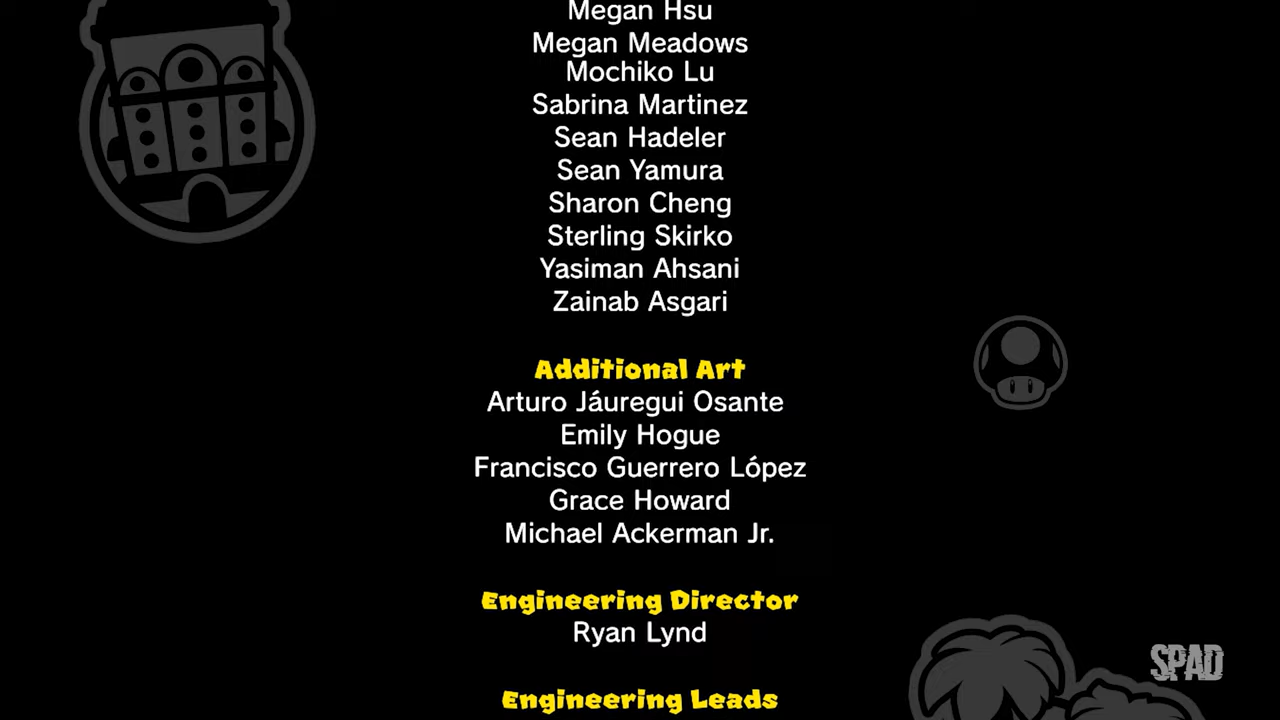 Megan Hsu
Megan Meadows
Mochiko Lu
Sabrina Martinez
Sean Hadeler
Sean Yamura
Sharon Cheng
Sterling Skirko
Yasiman Ahsani
Zainab Asgari
Additional Art
Arturo Jáuregui Osante
Emily Hogue
Francisco Guerrero López
Grace Howard
Michael Ackerman Jr.
Engineering Director
Ryan Lynd
Engineering Leads
SPAD